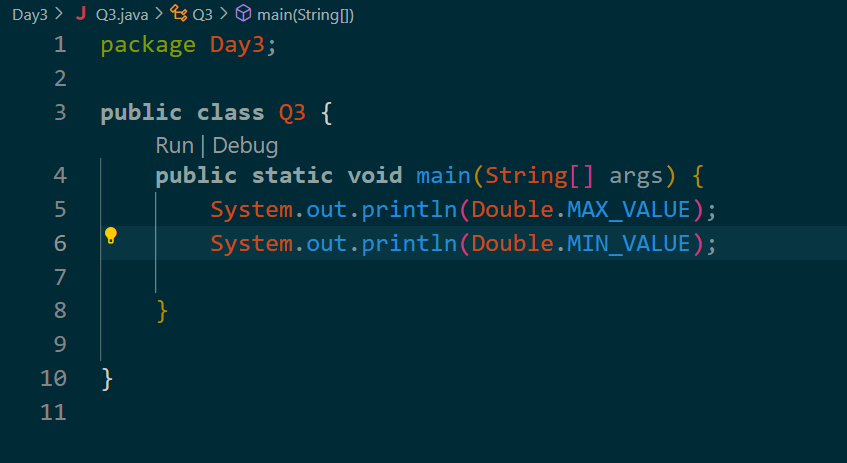 Day3 > J Q3.java > Q3 > main(String[])
1 package Day3;
2
3 public class Q3 {
Run | Debug
4 public static void main(String[] args) {
5 System.out.println(Double.MAX_VALUE);
6 System.out.println(Double.MIN_VALUE);
7
8 }
9
10 }
11